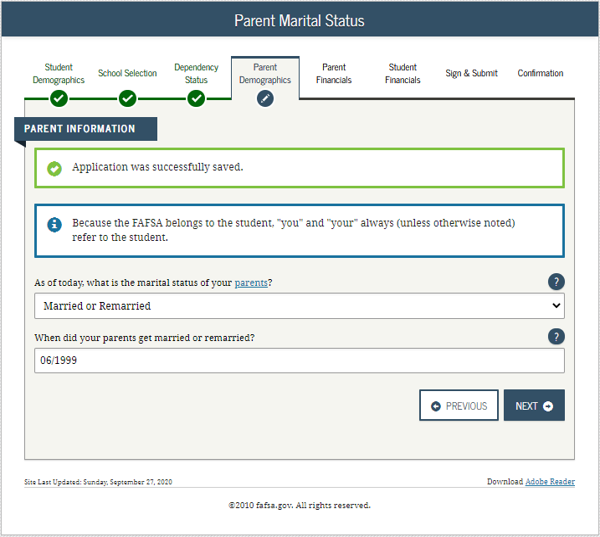 Parent Marital Status
Student Demographics
School Selection
Dependency Status
Parent Demographics
Parent Financials
Student Financials
Sign & Submit
Confirmation
PARENT INFORMATION
Application was successfully saved.
Because the FAFSA belongs to the student, "you" and "your" always (unless otherwise noted)
refer to the student.
As of today, what is the marital status of your parents?
?
Married or Remarried
When did your parents get married or remarried?
?
06/1999
PREVIOUS
NEXT
Site Last Updated: Sunday, September 27, 2020
Download Adobe Reader
©2010 fafsa.gov. All rights reserved.